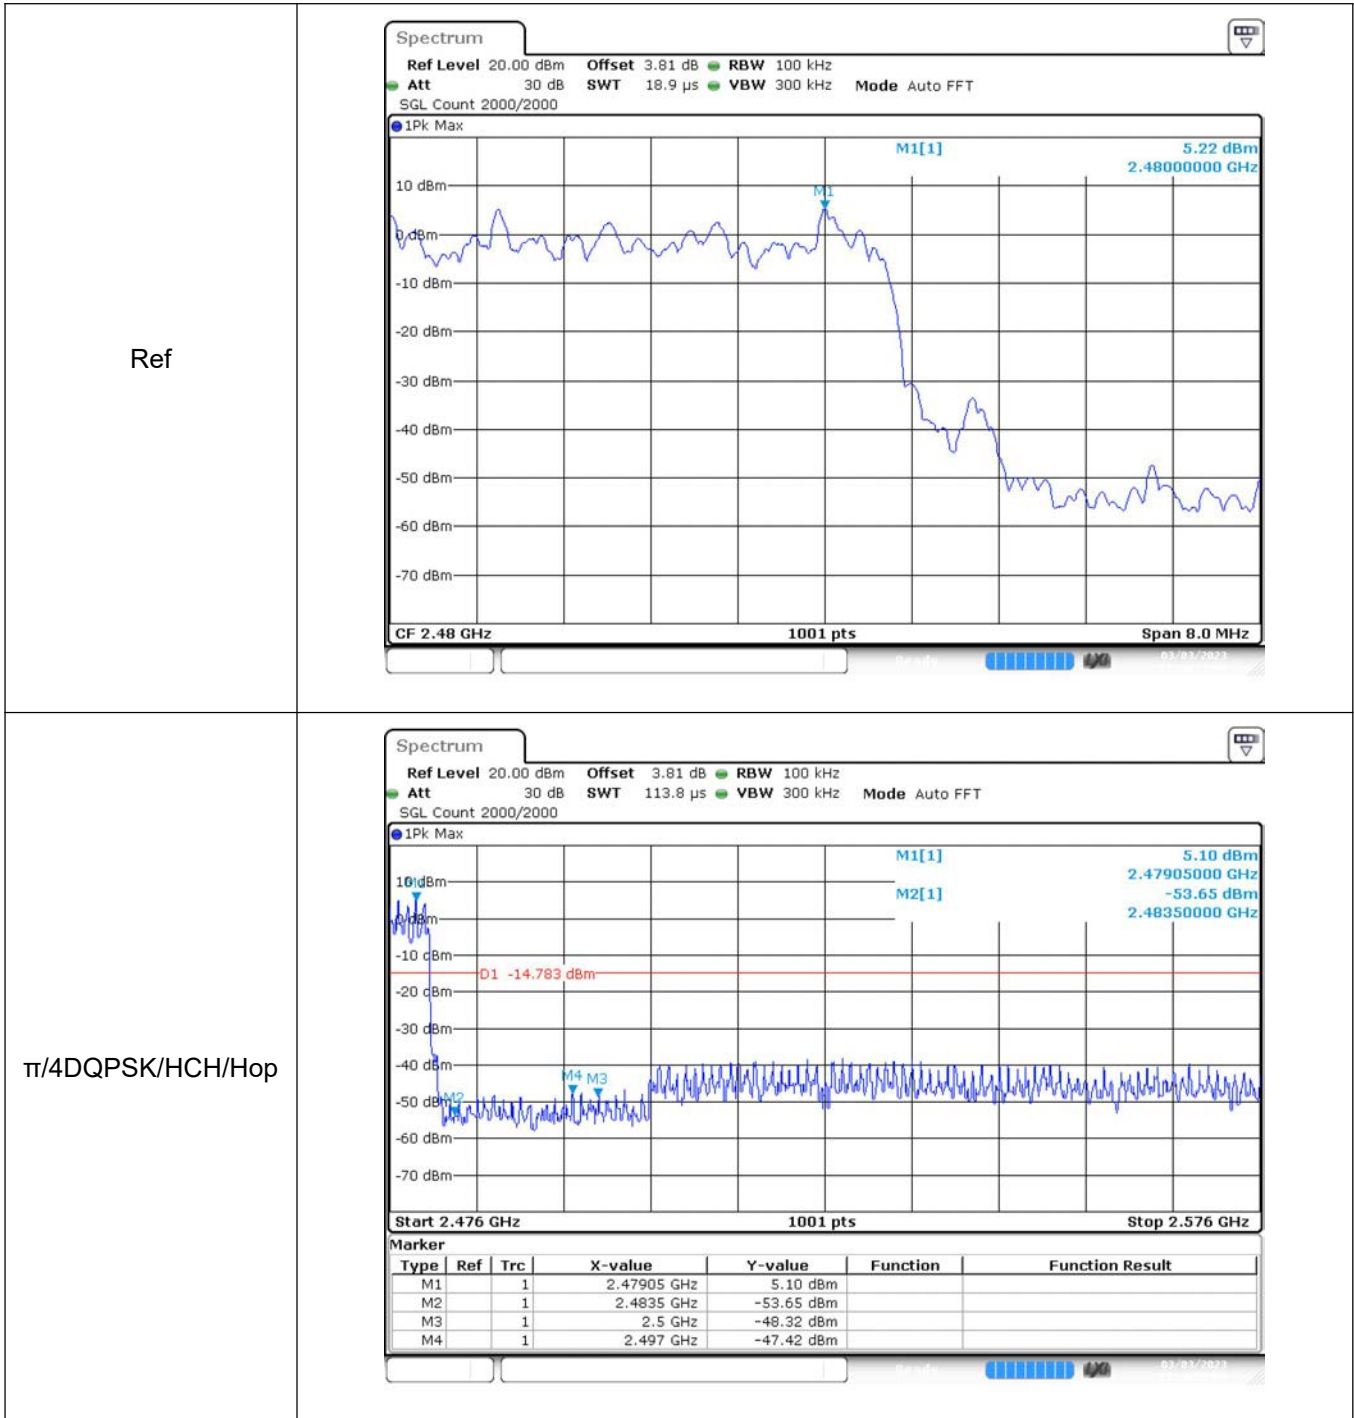 Ref
Spectrum
Ref Level 20.00 dBm Offset 3.81 dB RBW 100 kHz
Att 30 dB SWT 18.9 µs VBW 300 kHz Mode Auto FFT
SGL Count 2000/2000
1Pk Max
M1[1] 5.22 dBm
2.48000000 GHz
10 dBm
M1
0 dBm
-10 dBm
-20 dBm
-30 dBm
-40 dBm
-50 dBm
-60 dBm
-70 dBm
CF 2.48 GHz 1001 pts Span 8.0 MHz
Ready 03/03/2023
π/4DQPSK/HCH/Hop
Spectrum
Ref Level 20.00 dBm Offset 3.81 dB RBW 100 kHz
Att 30 dB SWT 113.8 µs VBW 300 kHz Mode Auto FFT
SGL Count 2000/2000
1Pk Max
M1[1] 5.10 dBm
2.47905000 GHz
M2[1] -53.65 dBm
2.48350000 GHz
10 dBm
M1
0 dBm
-10 dBm
D1 -14.783 dBm
-20 dBm
-30 dBm
-40 dBm
M4 M3
-50 dBm
M2
-60 dBm
-70 dBm
Start 2.476 GHz 1001 pts Stop 2.576 GHz
Marker
Type Ref Trc X-value Y-value Function Function Result
M1 1 2.47905 GHz 5.10 dBm
M2 1 2.4835 GHz -53.65 dBm
M3 1 2.5 GHz -48.32 dBm
M4 1 2.497 GHz -47.42 dBm
Ready 03/03/2023